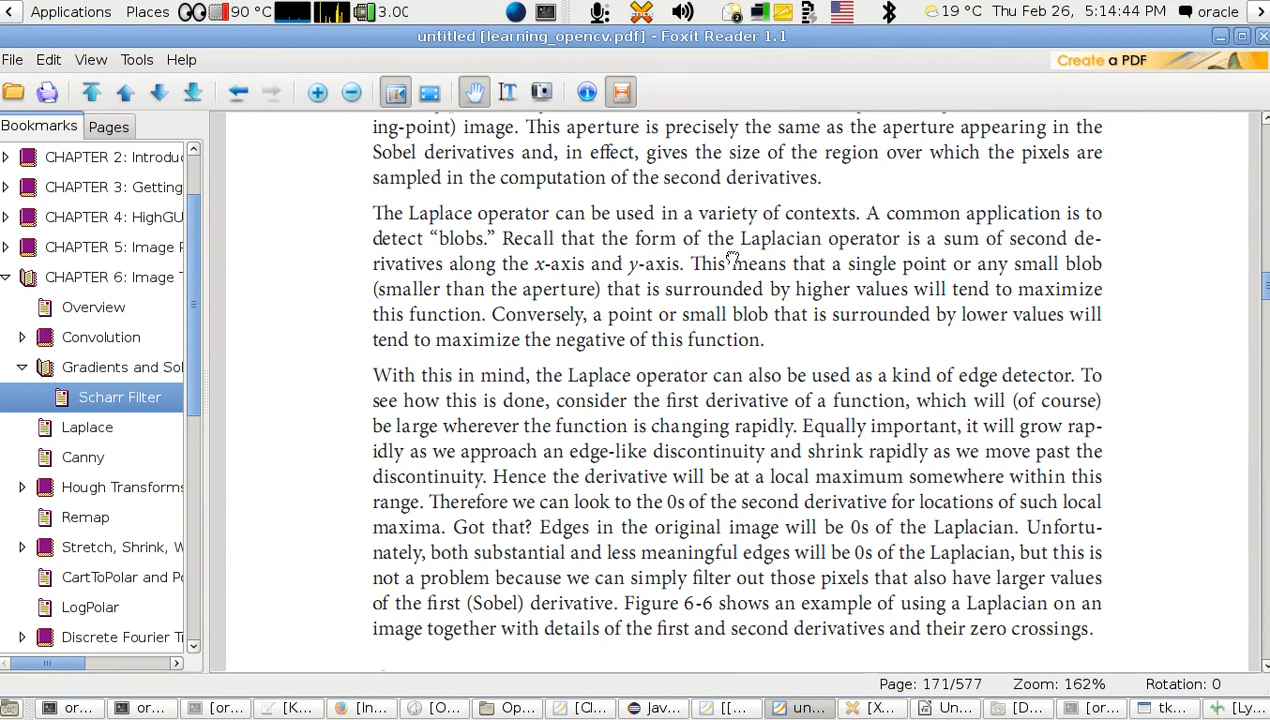 Applications Places 90 °C 3.00 19 °C Thu Feb 26, 5:14:44 PM oracle
untitled [learning_opencv.pdf] - Foxit Reader 1.1
File Edit View Tools Help
Create a PDF
Bookmarks Pages
CHAPTER 2: Introdu
CHAPTER 3: Getting
CHAPTER 4: HighGU
CHAPTER 5: Image P
CHAPTER 6: Image T
Overview
Convolution
Gradients and Sol
Scharr Filter
Laplace
Canny
Hough Transforms
Remap
Stretch, Shrink, W
CartToPolar and Po
LogPolar
Discrete Fourier T
ing-point) image. This aperture is precisely the same as the aperture appearing in the
Sobel derivatives and, in effect, gives the size of the region over which the pixels are
sampled in the computation of the second derivatives.
The Laplace operator can be used in a variety of contexts. A common application is to
detect “blobs.” Recall that the form of the Laplacian operator is a sum of second de-
rivatives along the x-axis and y-axis. This means that a single point or any small blob
(smaller than the aperture) that is surrounded by higher values will tend to maximize
this function. Conversely, a point or small blob that is surrounded by lower values will
tend to maximize the negative of this function.
With this in mind, the Laplace operator can also be used as a kind of edge detector. To
see how this is done, consider the first derivative of a function, which will (of course)
be large wherever the function is changing rapidly. Equally important, it will grow rap-
idly as we approach an edge-like discontinuity and shrink rapidly as we move past the
discontinuity. Hence the derivative will be at a local maximum somewhere within this
range. Therefore we can look to the 0s of the second derivative for locations of such local
maxima. Got that? Edges in the original image will be 0s of the Laplacian. Unfortu-
nately, both substantial and less meaningful edges will be 0s of the Laplacian, but this is
not a problem because we can simply filter out those pixels that also have larger values
of the first (Sobel) derivative. Figure 6-6 shows an example of using a Laplacian on an
image together with details of the first and second derivatives and their zero crossings.
Page: 171/577 Zoom: 162% Rotation: 0
or... or... [or... [K... [In... [O... Op... [Cl... Jav... [[... un... [X... Un... [D... [or... tk... [Ly...